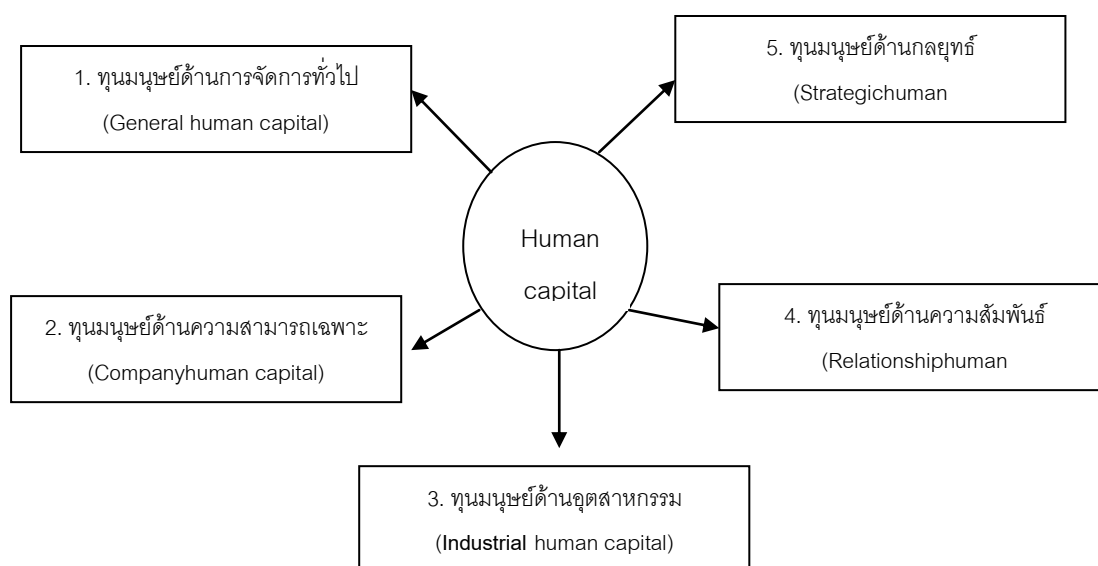 1. ทุนมนุษย์ด้านการจัดการทั่วไป
(General human capital)
5. ทุนมนุษย์ด้านกลยุทธ์
(Strategichuman
Human
capital
2. ทุนมนุษย์ด้านความสามารถเฉพาะ
(Companyhuman capital)
4. ทุนมนุษย์ด้านความสัมพันธ์
(Relationshiphuman
3. ทุนมนุษย์ด้านอุตสาหกรรม
(Industrial human capital)